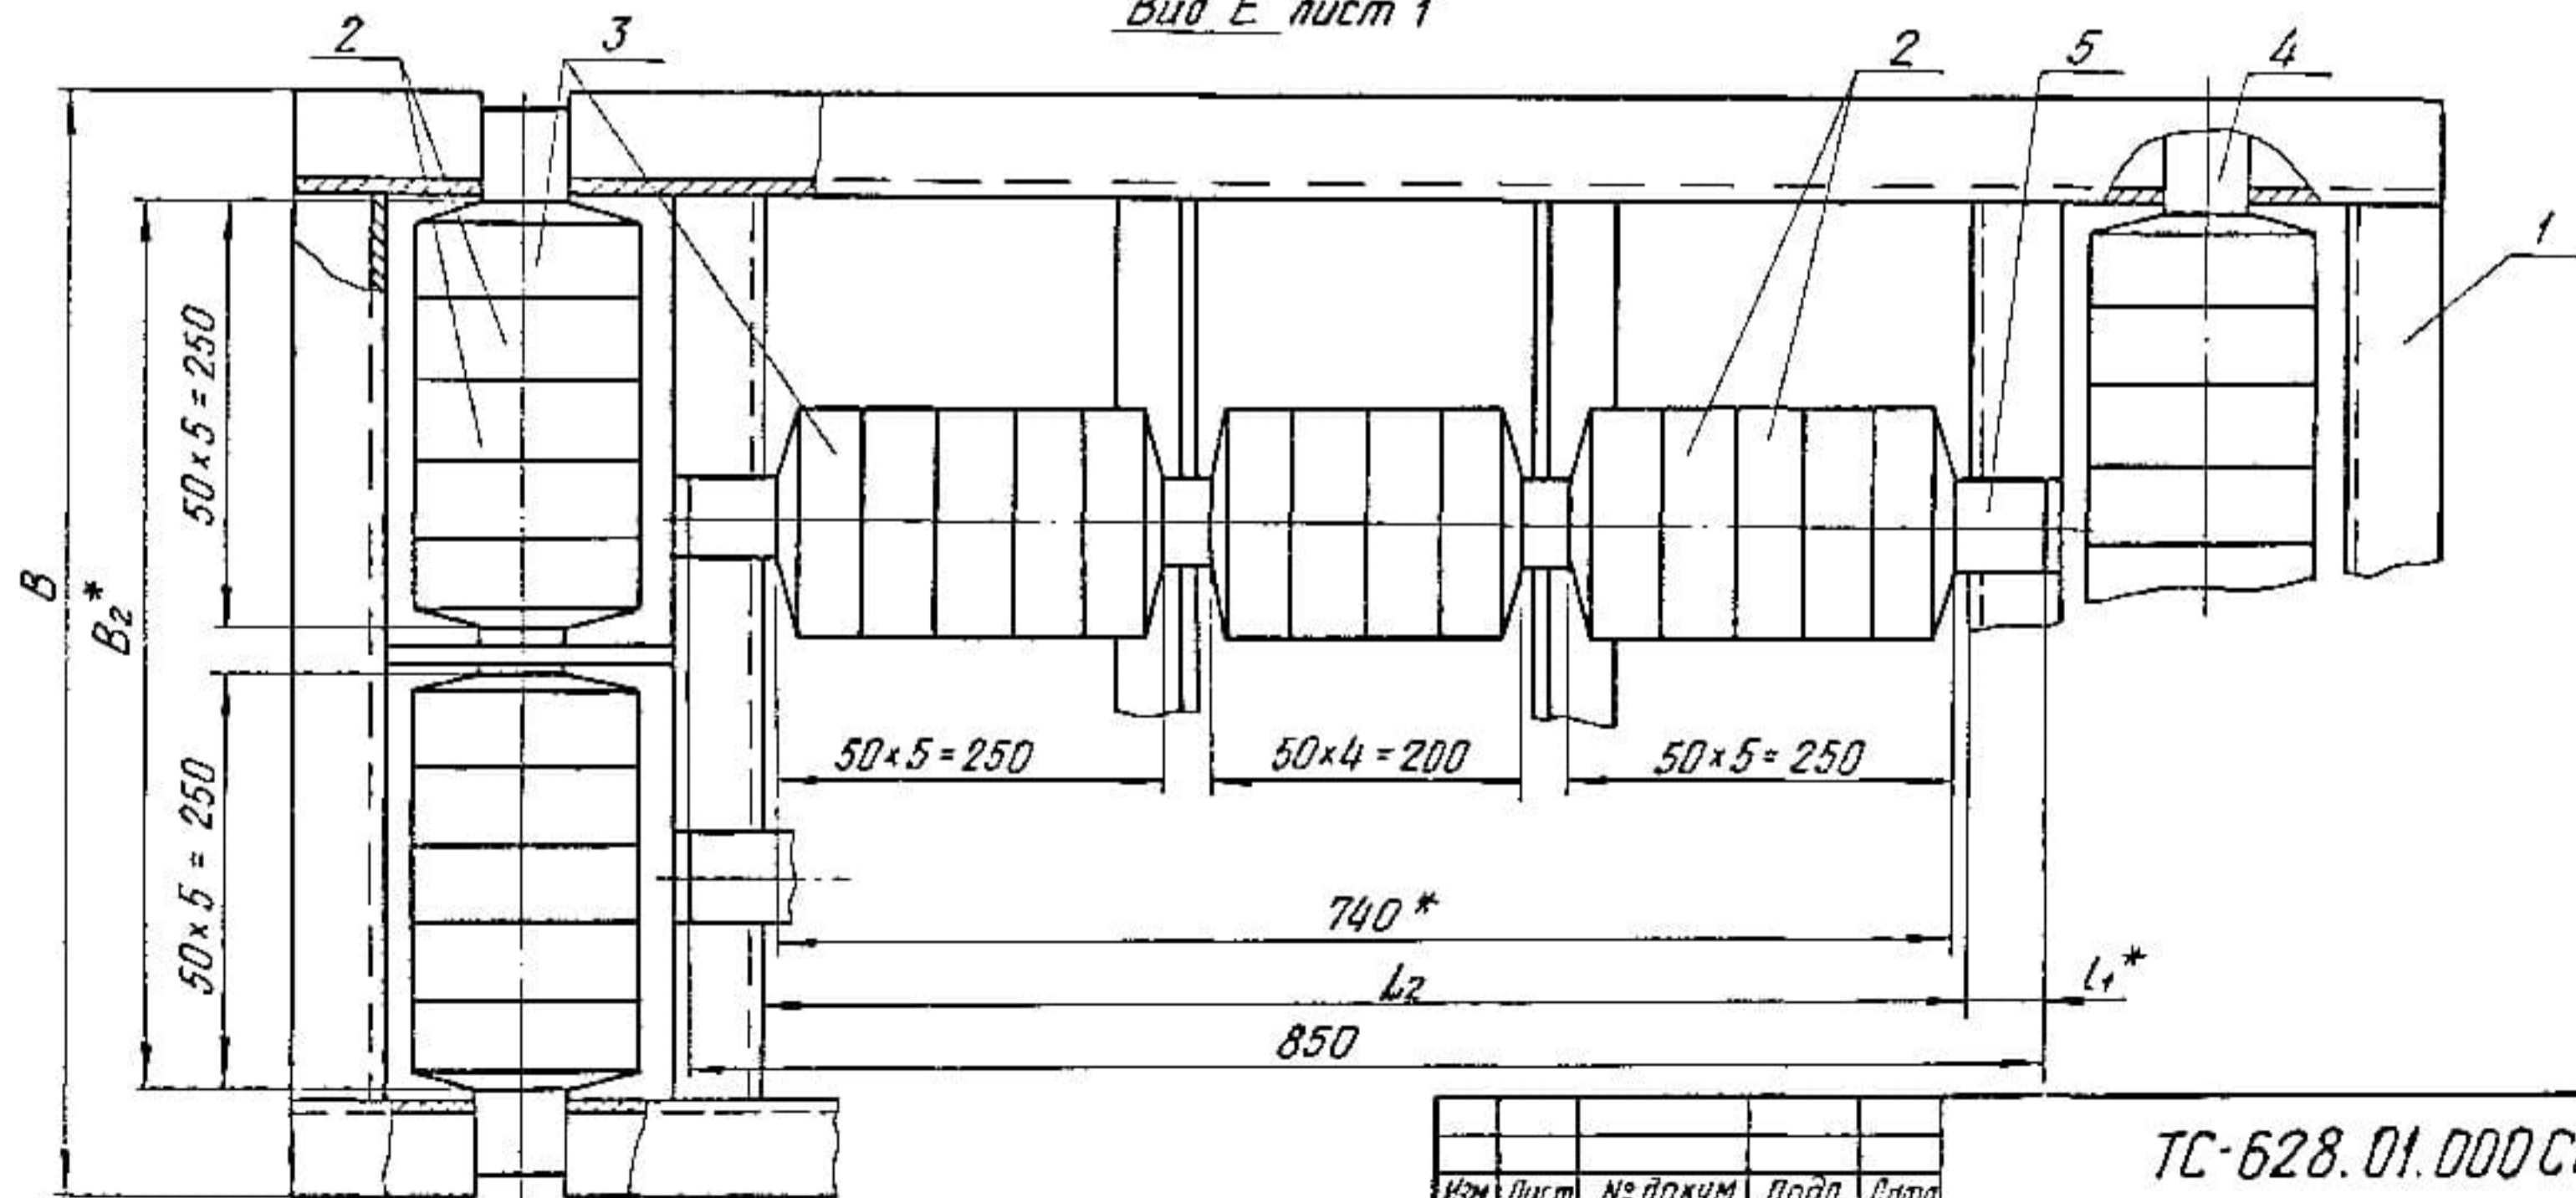 Вид Е лист 1
2 3 2 5 4
1
50×5=250
В
В2*
50×5=250 50×4=200 50×5=250
50×5=250
740*
L2 l1*
850
ТС-628.01.000 С
Изм Лист № докум Подп Дата